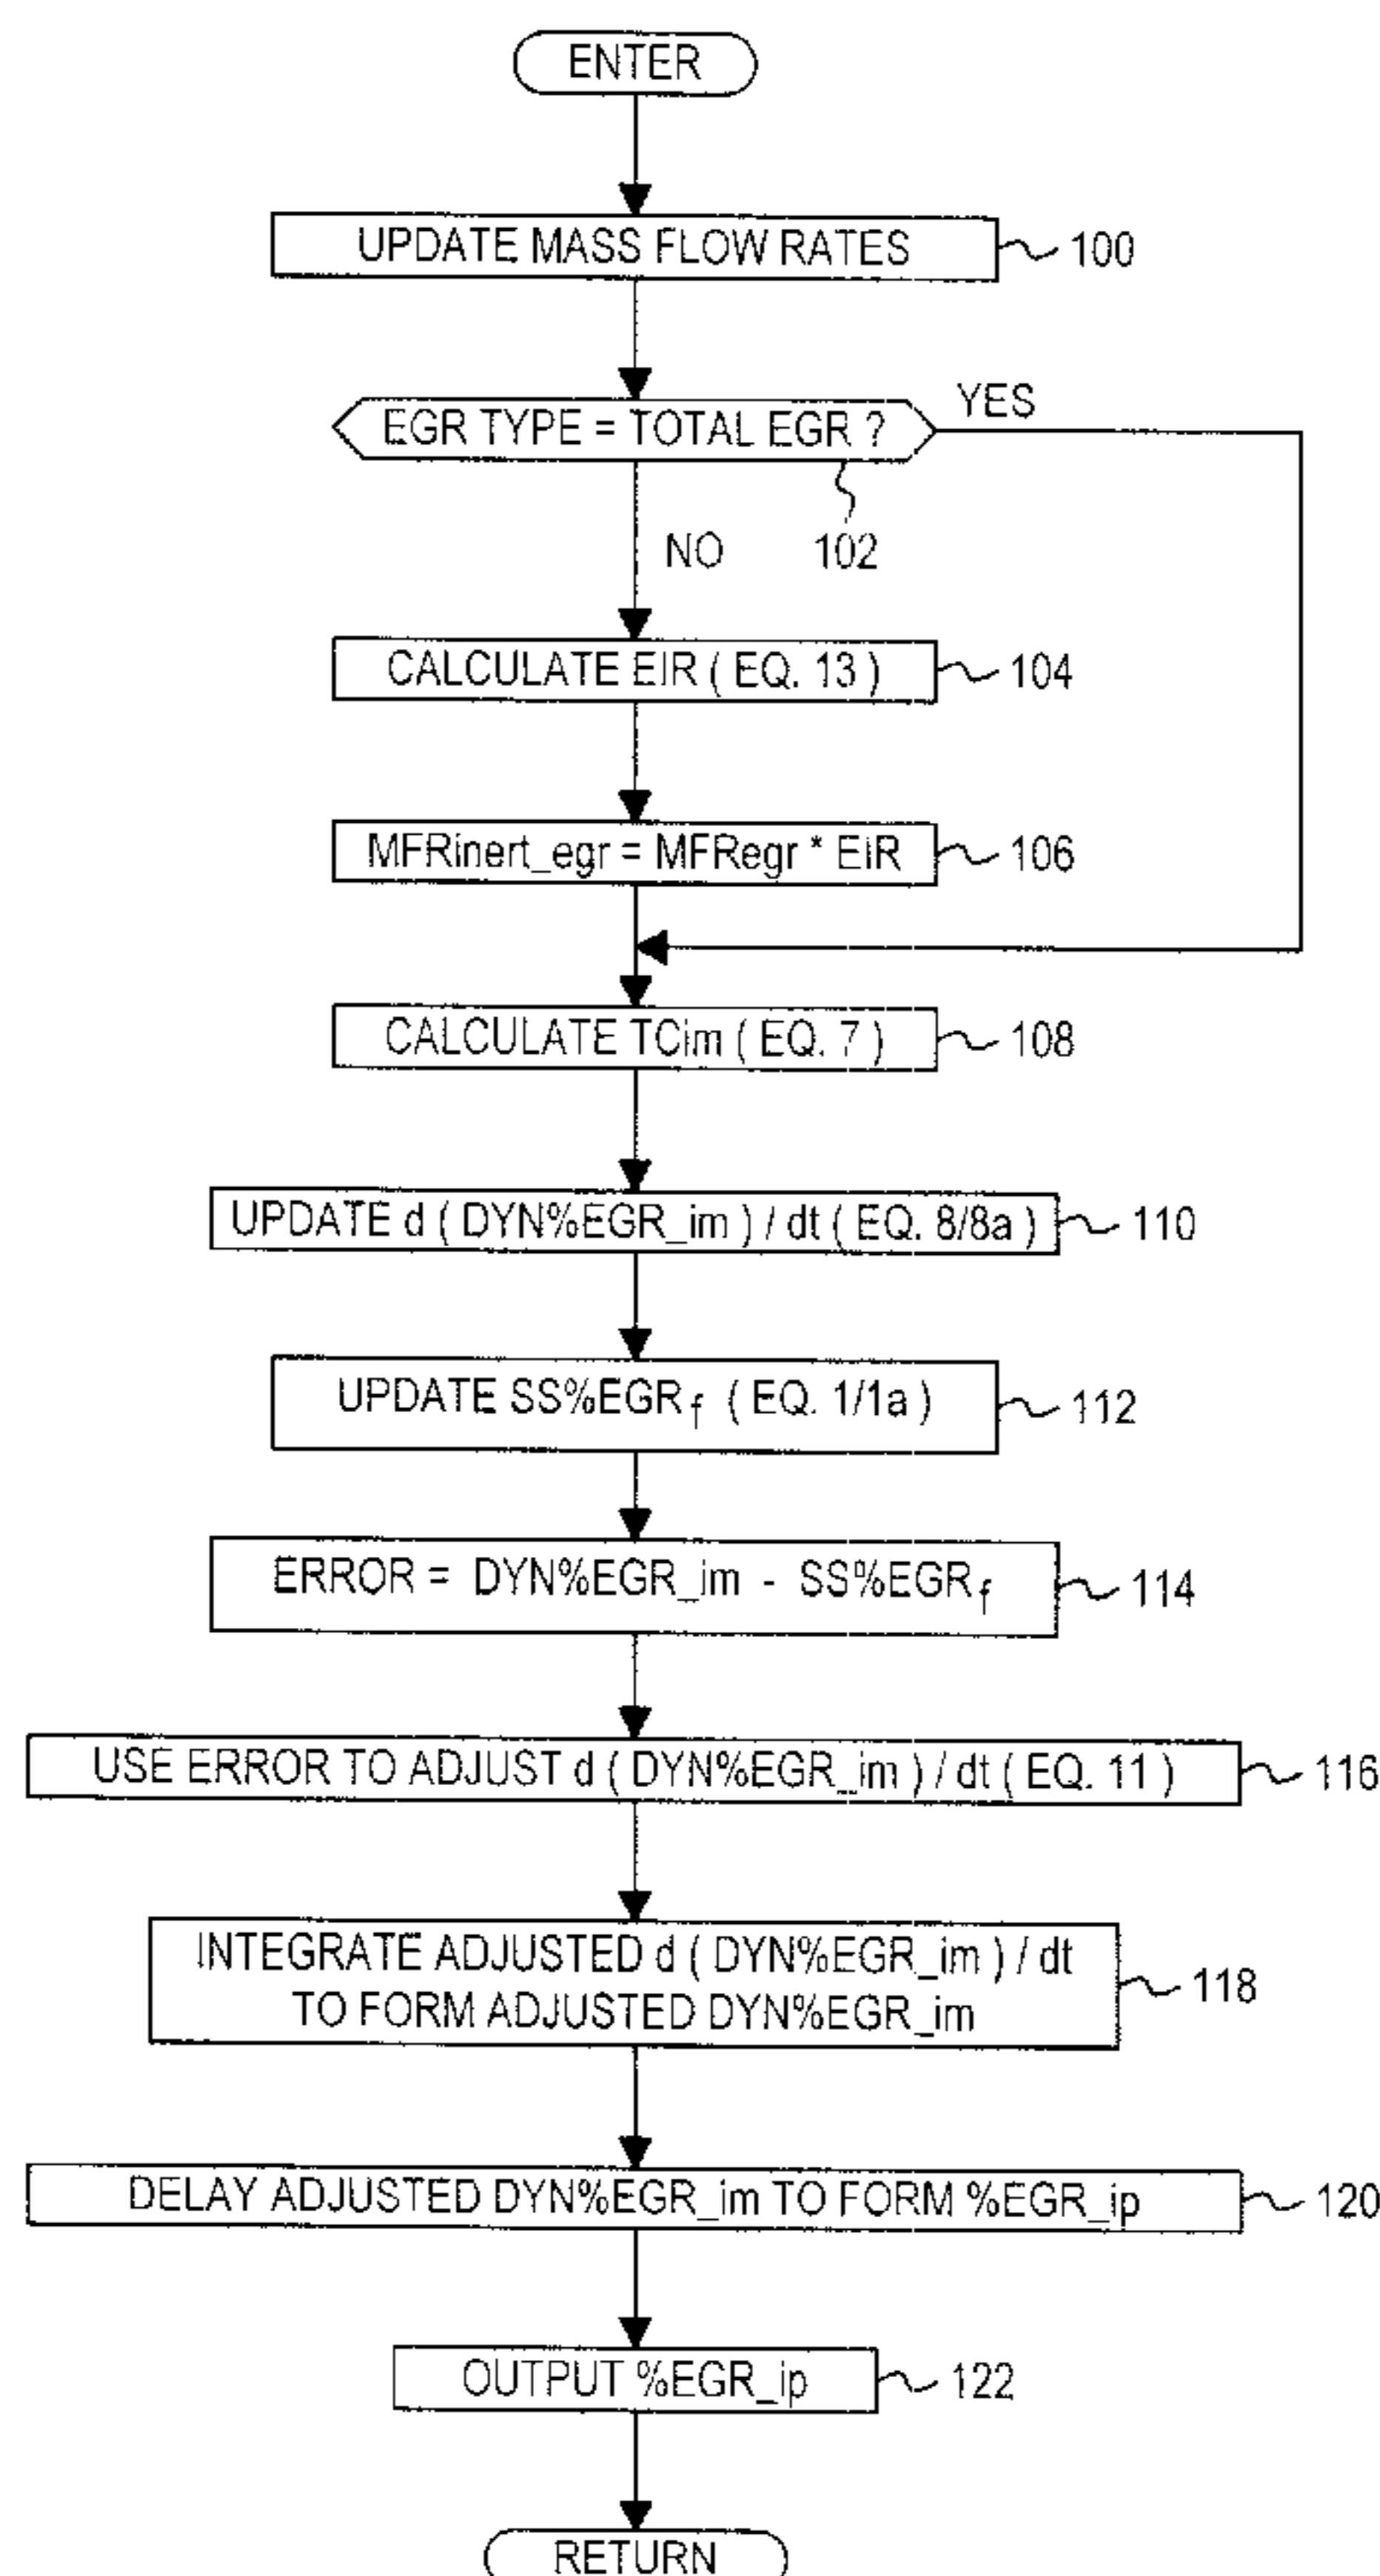 ENTER
UPDATE MASS FLOW RATES
100
EGR TYPE = TOTAL EGR ?
YES
NO
102
CALCULATE EIR ( EQ. 13 )
104
MFRinert_egr = MFRegr * EIR
106
CALCULATE TCim ( EQ. 7 )
108
UPDATE d ( DYN%EGR_im ) / dt ( EQ. 8/8a )
110
UPDATE SS%EGRf ( EQ. 1/1a )
112
ERROR = DYN%EGR_im - SS%EGRf
114
USE ERROR TO ADJUST d ( DYN%EGR_im ) / dt ( EQ. 11 )
116
INTEGRATE ADJUSTED d ( DYN%EGR_im ) / dt
TO FORM ADJUSTED DYN%EGR_im
118
DELAY ADJUSTED DYN%EGR_im TO FORM %EGR_ip
120
OUTPUT %EGR_ip
122
RETURN